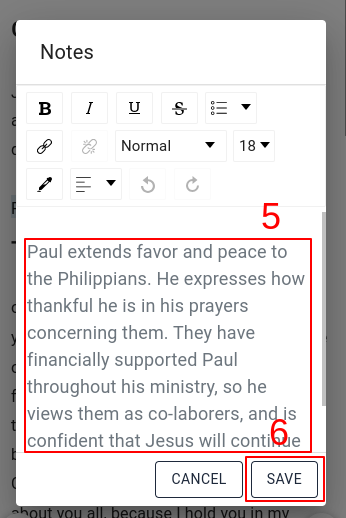 Notes
B I U S
Normal 18
5
Paul extends favor and peace to
the Philippians. He expresses how
thankful he is in his prayers
concerning them. They have
financially supported Paul
throughout his ministry, so he
views them as co-laborers, and is
confident that Jesus will continue
6
CANCEL SAVE
about you all, because I hold you in my